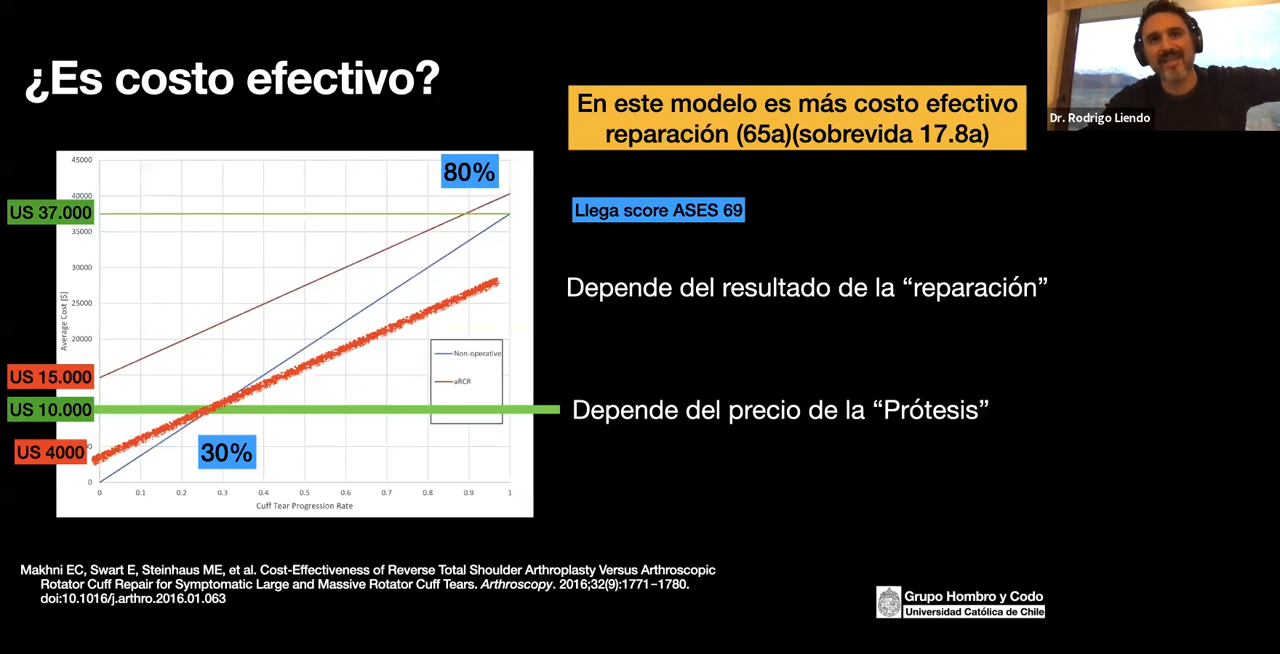 ¿Es costo efectivo?
En este modelo es más costo efectivo
reparación (65a)(sobrevida 17.8a)
Dr. Rodrigo Liendo
Llega score ASES 69
Depende del resultado de la “reparación”
Depende del precio de la “Prótesis”
80%
30%
US 37.000
US 15.000
US 10.000
US 4000
45000
40000
35000
30000
25000
20000
0
Average Cost [$]
0 0.1 0.2 0.3 0.4 0.5 0.6 0.7 0.8 0.9 1
Cuff Tear Progression Rate
Non-operative
aRCR
Makhni EC, Swart E, Steinhaus ME, et al. Cost-Effectiveness of Reverse Total Shoulder Arthroplasty Versus Arthroscopic
Rotator Cuff Repair for Symptomatic Large and Massive Rotator Cuff Tears. Arthroscopy. 2016;32(9):1771–1780.
doi:10.1016/j.arthro.2016.01.063
Grupo Hombro y Codo
Universidad Católica de Chile